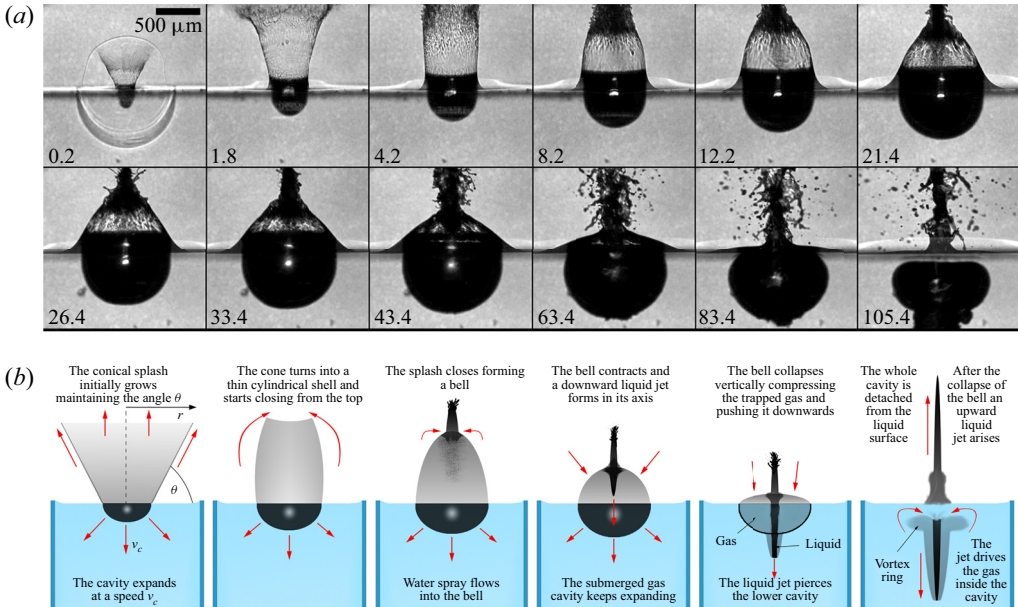 (a)
500 μm
0.2
1.8
4.2
8.2
12.2
21.4
26.4
33.4
43.4
63.4
83.4
105.4
(b)
The conical splash
initially grows
maintaining the angle θ
r
θ
v_c
The cavity expands
at a speed v_c
The cone turns into a
thin cylindrical shell and
starts closing from the top
The splash closes forming
a bell
Water spray flows
into the bell
The bell contracts and
a downward liquid jet
forms in its axis
The submerged gas
cavity keeps expanding
The bell collapses
vertically compressing
the trapped gas and
pushing it downwards
Gas
Liquid
The liquid jet pierces
the lower cavity
The whole
cavity is
detached
from the
liquid
surface
After the
collapse of
the bell an
upward
liquid
jet arises
Vortex
ring
The
jet drives
the gas
inside the
cavity